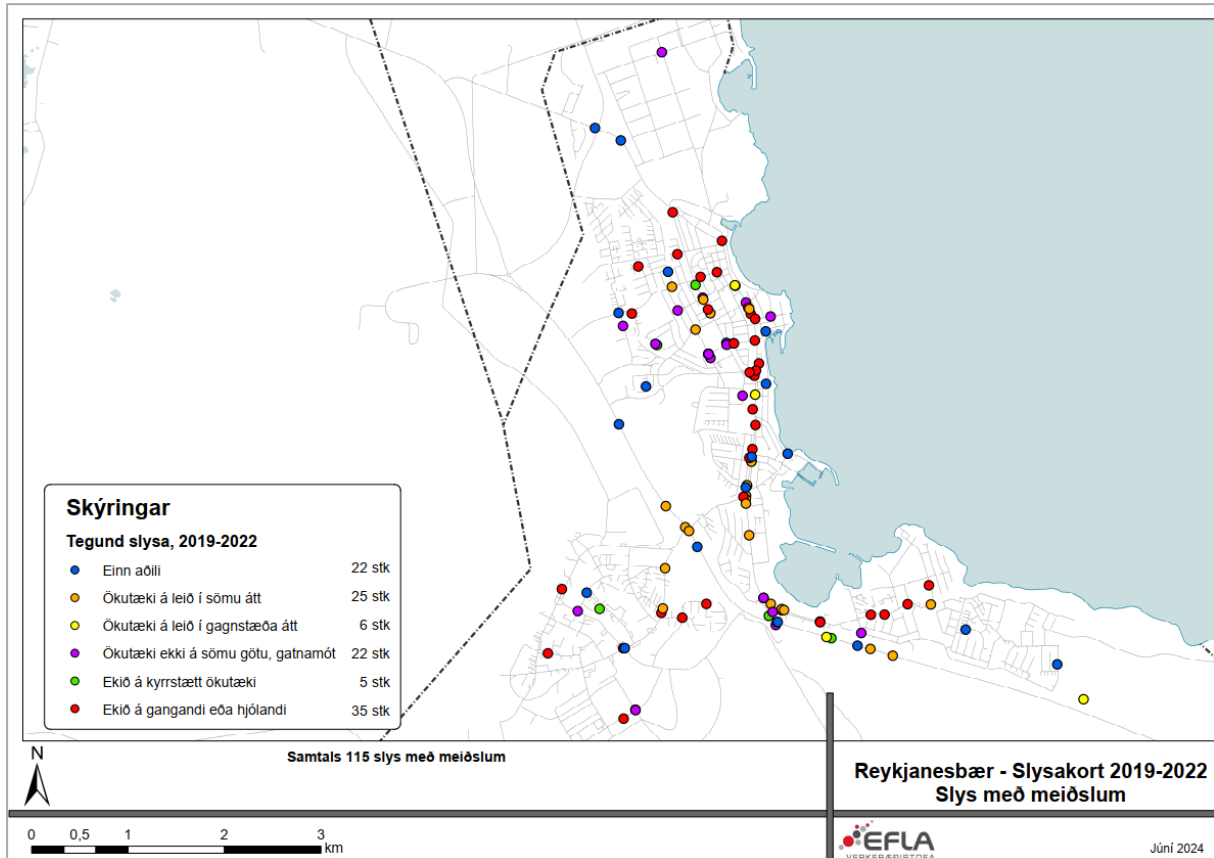 Skýringar
Tegund slysa, 2019-2022
Einn aðili 22 stk
Ökutæki á leið í sömu átt 25 stk
Ökutæki á leið í gagnstæða átt 6 stk
Ökutæki ekki á sömu götu, gatnamót 22 stk
Ekið á kyrrstætt ökutæki 5 stk
Ekið á gangandi eða hjólandi 35 stk
N
Samtals 115 slys með meiðslum
Reykjanesbær - Slysakort 2019-2022
Slys með meiðslum
0 0,5 1 2 3
km
EFLA
VERKFRÆÐISTOFA
Júní 2024